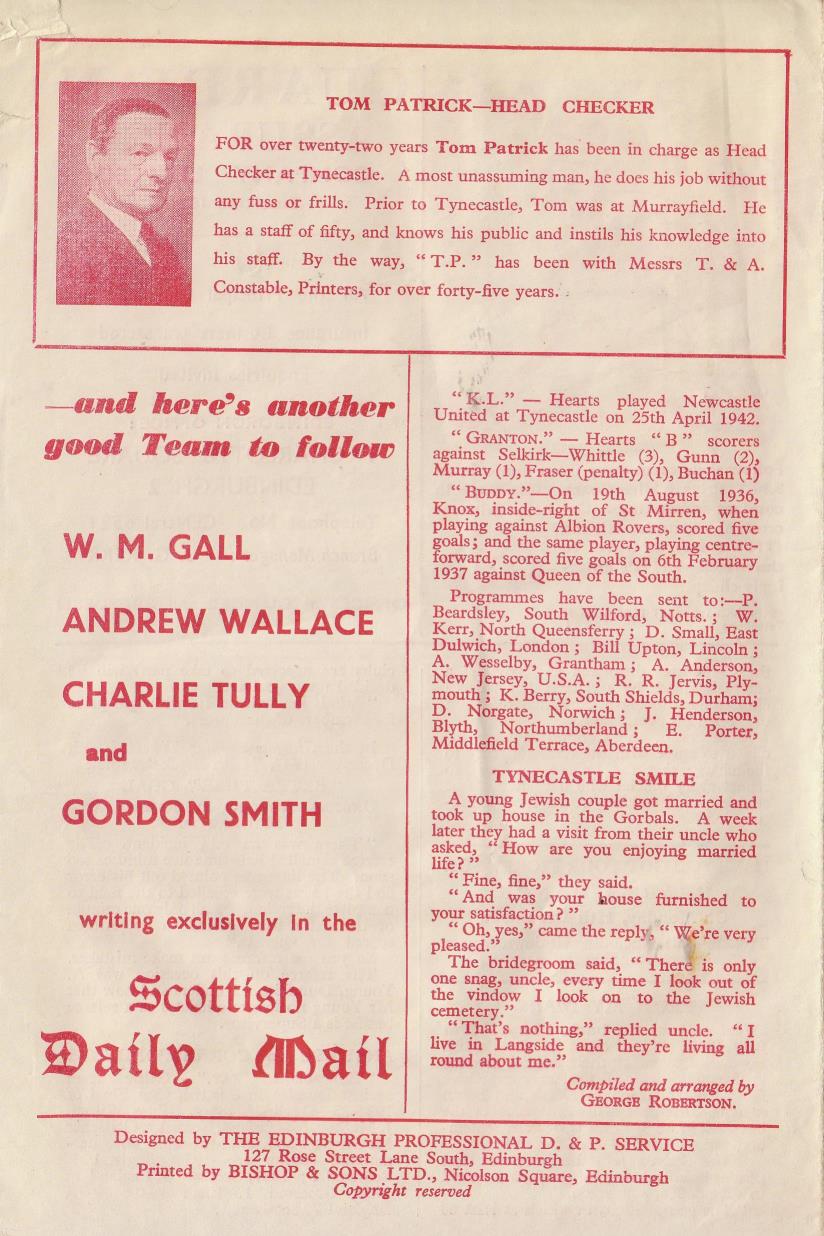 TOM PATRICK—HEAD CHECKER
FOR over twenty-two years Tom Patrick has been in charge as Head
Checker at Tynecastle. A most unassuming man, he does his job without
any fuss or frills. Prior to Tynecastle, Tom was at Murrayfield. He
has a staff of fifty, and knows his public and instils his knowledge into
his staff. By the way, “T.P.” has been with Messrs T. & A.
Constable, Printers, for over forty-five years.
—and here’s another
good Team to follow
W. M. GALL
ANDREW WALLACE
CHARLIE TULLY
and
GORDON SMITH
writing exclusively in the
Scottish
Daily Mail
“K.L.” — Hearts played Newcastle
United at Tynecastle on 25th April 1942.
“GRANTON.” — Hearts “B” scorers
against Selkirk—Whittle (3), Gunn (2),
Murray (1), Fraser (penalty) (1), Buchan (1)
“BUDDY.”—On 19th August 1936,
Knox, inside-right of St Mirren, when
playing against Albion Rovers, scored five
goals; and the same player, playing centre-
forward, scored five goals on 6th February
1937 against Queen of the South.
Programmes have been sent to:—P.
Beardsley, South Wilford, Notts.; W.
Kerr, North Queensferry; D. Small, East
Dulwich, London; Bill Upton, Lincoln;
A. Wesselby, Grantham; A. Anderson,
New Jersey, U.S.A.; R. R. Jervis, Ply-
mouth; K. Berry, South Shields, Durham;
D. Norgate, Norwich; J. Henderson,
Blyth, Northumberland; E. Porter,
Middlefield Terrace, Aberdeen.
TYNECASTLE SMILE
A young Jewish couple got married and
took up house in the Gorbals. A week
later they had a visit from their uncle who
asked, “How are you enjoying married
life?”
“Fine, fine,” they said.
“And was your house furnished to
your satisfaction?”
“Oh, yes,” came the reply, “We’re very
pleased.”
The bridegroom said, “There is only
one snag, uncle, every time I look out of
the vindow I look on to the Jewish
cemetery.”
“That’s nothing,” replied uncle. “I
live in Langside and they’re living all
round about me.”
Compiled and arranged by
GEORGE ROBERTSON.
Designed by THE EDINBURGH PROFESSIONAL D. & P. SERVICE
127 Rose Street Lane South, Edinburgh
Printed by BISHOP & SONS LTD., Nicolson Square, Edinburgh
Copyright reserved